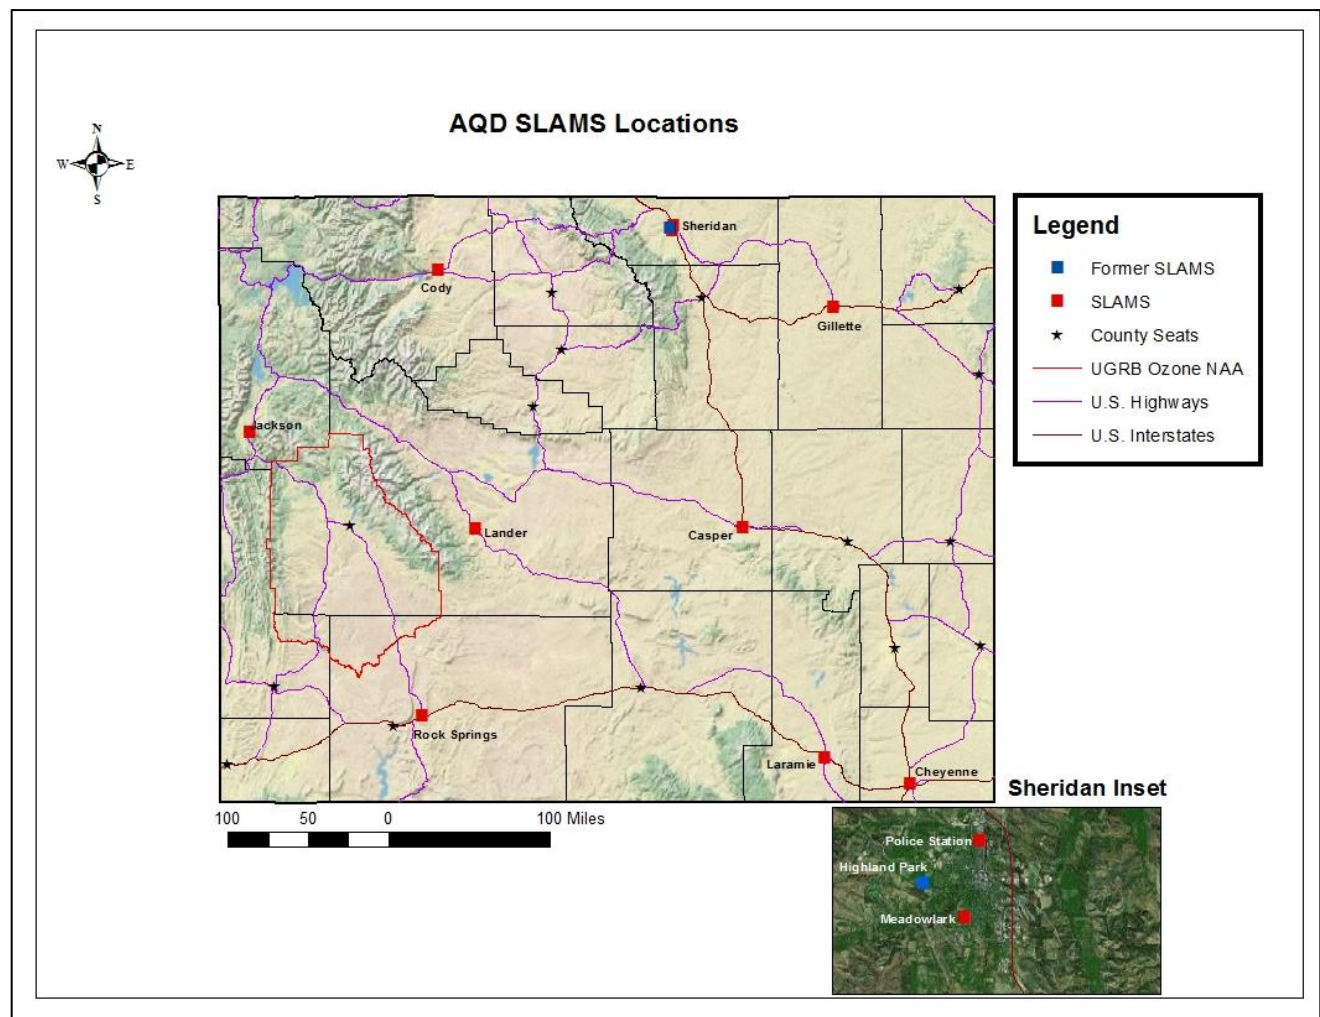 AQD SLAMS Locations
N
W
E
S
Sheridan
Cody
Gillette
Jackson
Lander
Casper
Rock Springs
Laramie
Cheyenne
Legend
Former SLAMS
SLAMS
County Seats
UGRB Ozone NAA
U.S. Highways
U.S. Interstates
100 50 0 100 Miles
Sheridan Inset
Police Station
Highland Park
Meadowlark